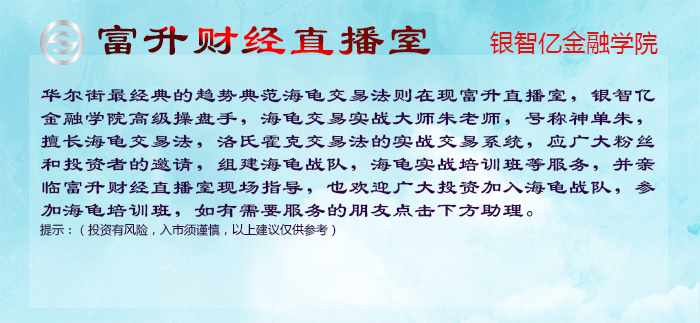 富升财经直播室
银智亿金融学院
华尔街最经典的趋势典范海龟交易法则在现富升直播室，银智亿
金融学院高级操盘手，海龟交易实战大师朱老师，号称神单朱，
擅长海龟交易法，洛氏霍克交易法的实战交易系统，应广大粉丝
和投资者的邀请，组建海龟战队，海龟实战培训班等服务，并亲
临富升财经直播室现场指导，也欢迎广大投资加入海龟战队，参
加海龟培训班，如有需要服务的朋友点击下方助理。
提示：（投资有风险，入市须谨慎，以上建议仅供参考）